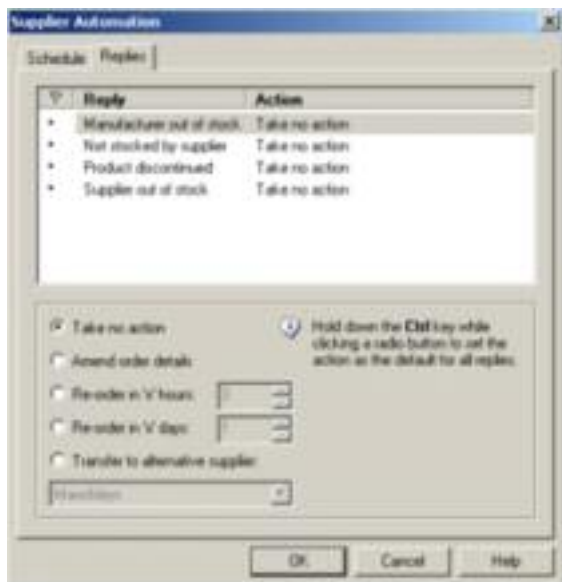 Supplier Automation
Schedule Replies
Reply Action
Manufacturer out of stock Take no action
Not stocked by supplier Take no action
Product discontinued Take no action
Supplier out of stock Take no action
Take no action
Amend order details
Re-order in 'x' hours:
Re-order in 'x' days:
Transfer to alternative supplier:
Hold down the Ctrl key while
clicking a radio button to set the
action as the default for all replies.
OK Cancel Help